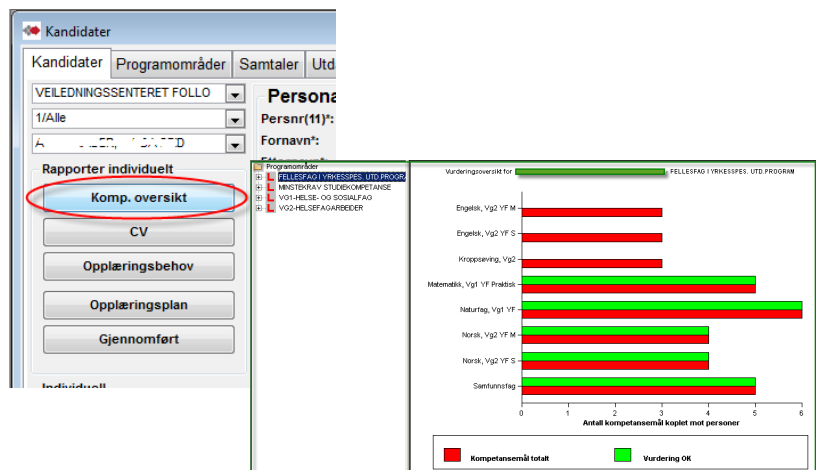 Kandidater
Kandidater Programområder Samtaler Utd
VEILEDNINGSSENTERET FOLLO
1/Alle
Persona
Persnr(11)*:
Fornavn*:
Rapporter individuelt
Komp. oversikt
CV
Opplæringsbehov
Opplæringsplan
Gjennomført
Programområder
FELLESFAG I YRKESSPES. UTD.PROGRA
MINSTEKRAV STUDIEKOMPETANSE
VG1-HELSE- OG SOSIALFAG
VG2-HELSEFAGARBEIDER
Vurderingsoversikt for - FELLESFAG I YRKESSPES. UTD.PROGRAM
Engelsk, Vg2 YF M
Engelsk, Vg2 YF S
Kroppsøving, Vg2
Matematikk, Vg1 YF Praktisk
Naturfag, Vg1 YF
Norsk, Vg2 YF M
Norsk, Vg2 YF S
Samfunnsfag
0 1 2 3 4 5 6
Antall kompetansemål koplet mot personer
Kompetansemål totalt Vurdering OK